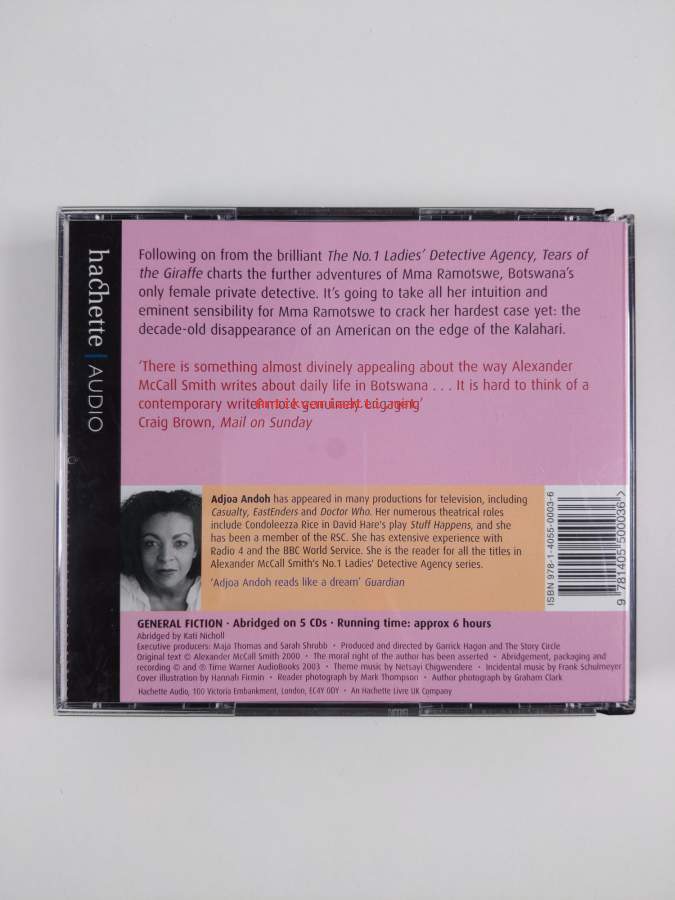 hachette | AUDIO
Following on from the brilliant The No.1 Ladies' Detective Agency, Tears of
the Giraffe charts the further adventures of Mma Ramotswe, Botswana's
only female private detective. It's going to take all her intuition and
eminent sensibility for Mma Ramotswe to crack her hardest case yet: the
decade-old disappearance of an American on the edge of the Kalahari.
'There is something almost divinely appealing about the way Alexander
McCall Smith writes about daily life in Botswana . . . It is hard to think of a
contemporary writer more genuinely engaging'
Craig Brown, Mail on Sunday
Adjoa Andoh has appeared in many productions for television, including
Casualty, EastEnders and Doctor Who. Her numerous theatrical roles
include Condoleezza Rice in David Hare's play Stuff Happens, and she
has been a member of the RSC. She has extensive experience with
Radio 4 and the BBC World Service. She is the reader for all the titles in
Alexander McCall Smith's No.1 Ladies' Detective Agency series.
'Adjoa Andoh reads like a dream' Guardian
ISBN 978-1-4055-0003-6
9 781405 500036 >
GENERAL FICTION · Abridged on 5 CDs · Running time: approx 6 hours
Abridged by Kati Nicholl
Executive producers: Maja Thomas and Sarah Shrubb · Produced and directed by Garrick Hagon and The Story Circle
Original text © Alexander McCall Smith 2000 · The moral right of the author has been asserted · Abridgement, packaging and
recording © and ℗ Time Warner AudioBooks 2003 · Theme music by Netsayi Chigwendere · Incidental music by Frank Schulmeyer
Cover illustration by Hannah Firmin · Reader photograph by Mark Thompson · Author photograph by Graham Clark
Hachette Audio, 100 Victoria Embankment, London, EC4Y 0DY · An Hachette Livre UK Company